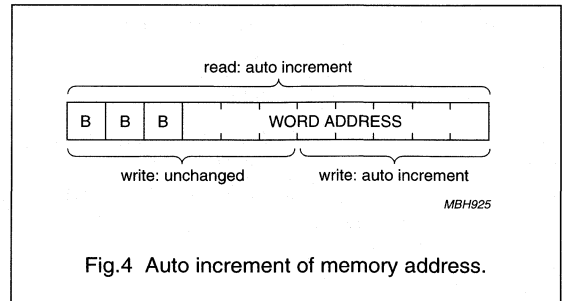 read: auto increment
B B B WORD ADDRESS
write: unchanged write: auto increment
MBH925
Fig.4 Auto increment of memory address.